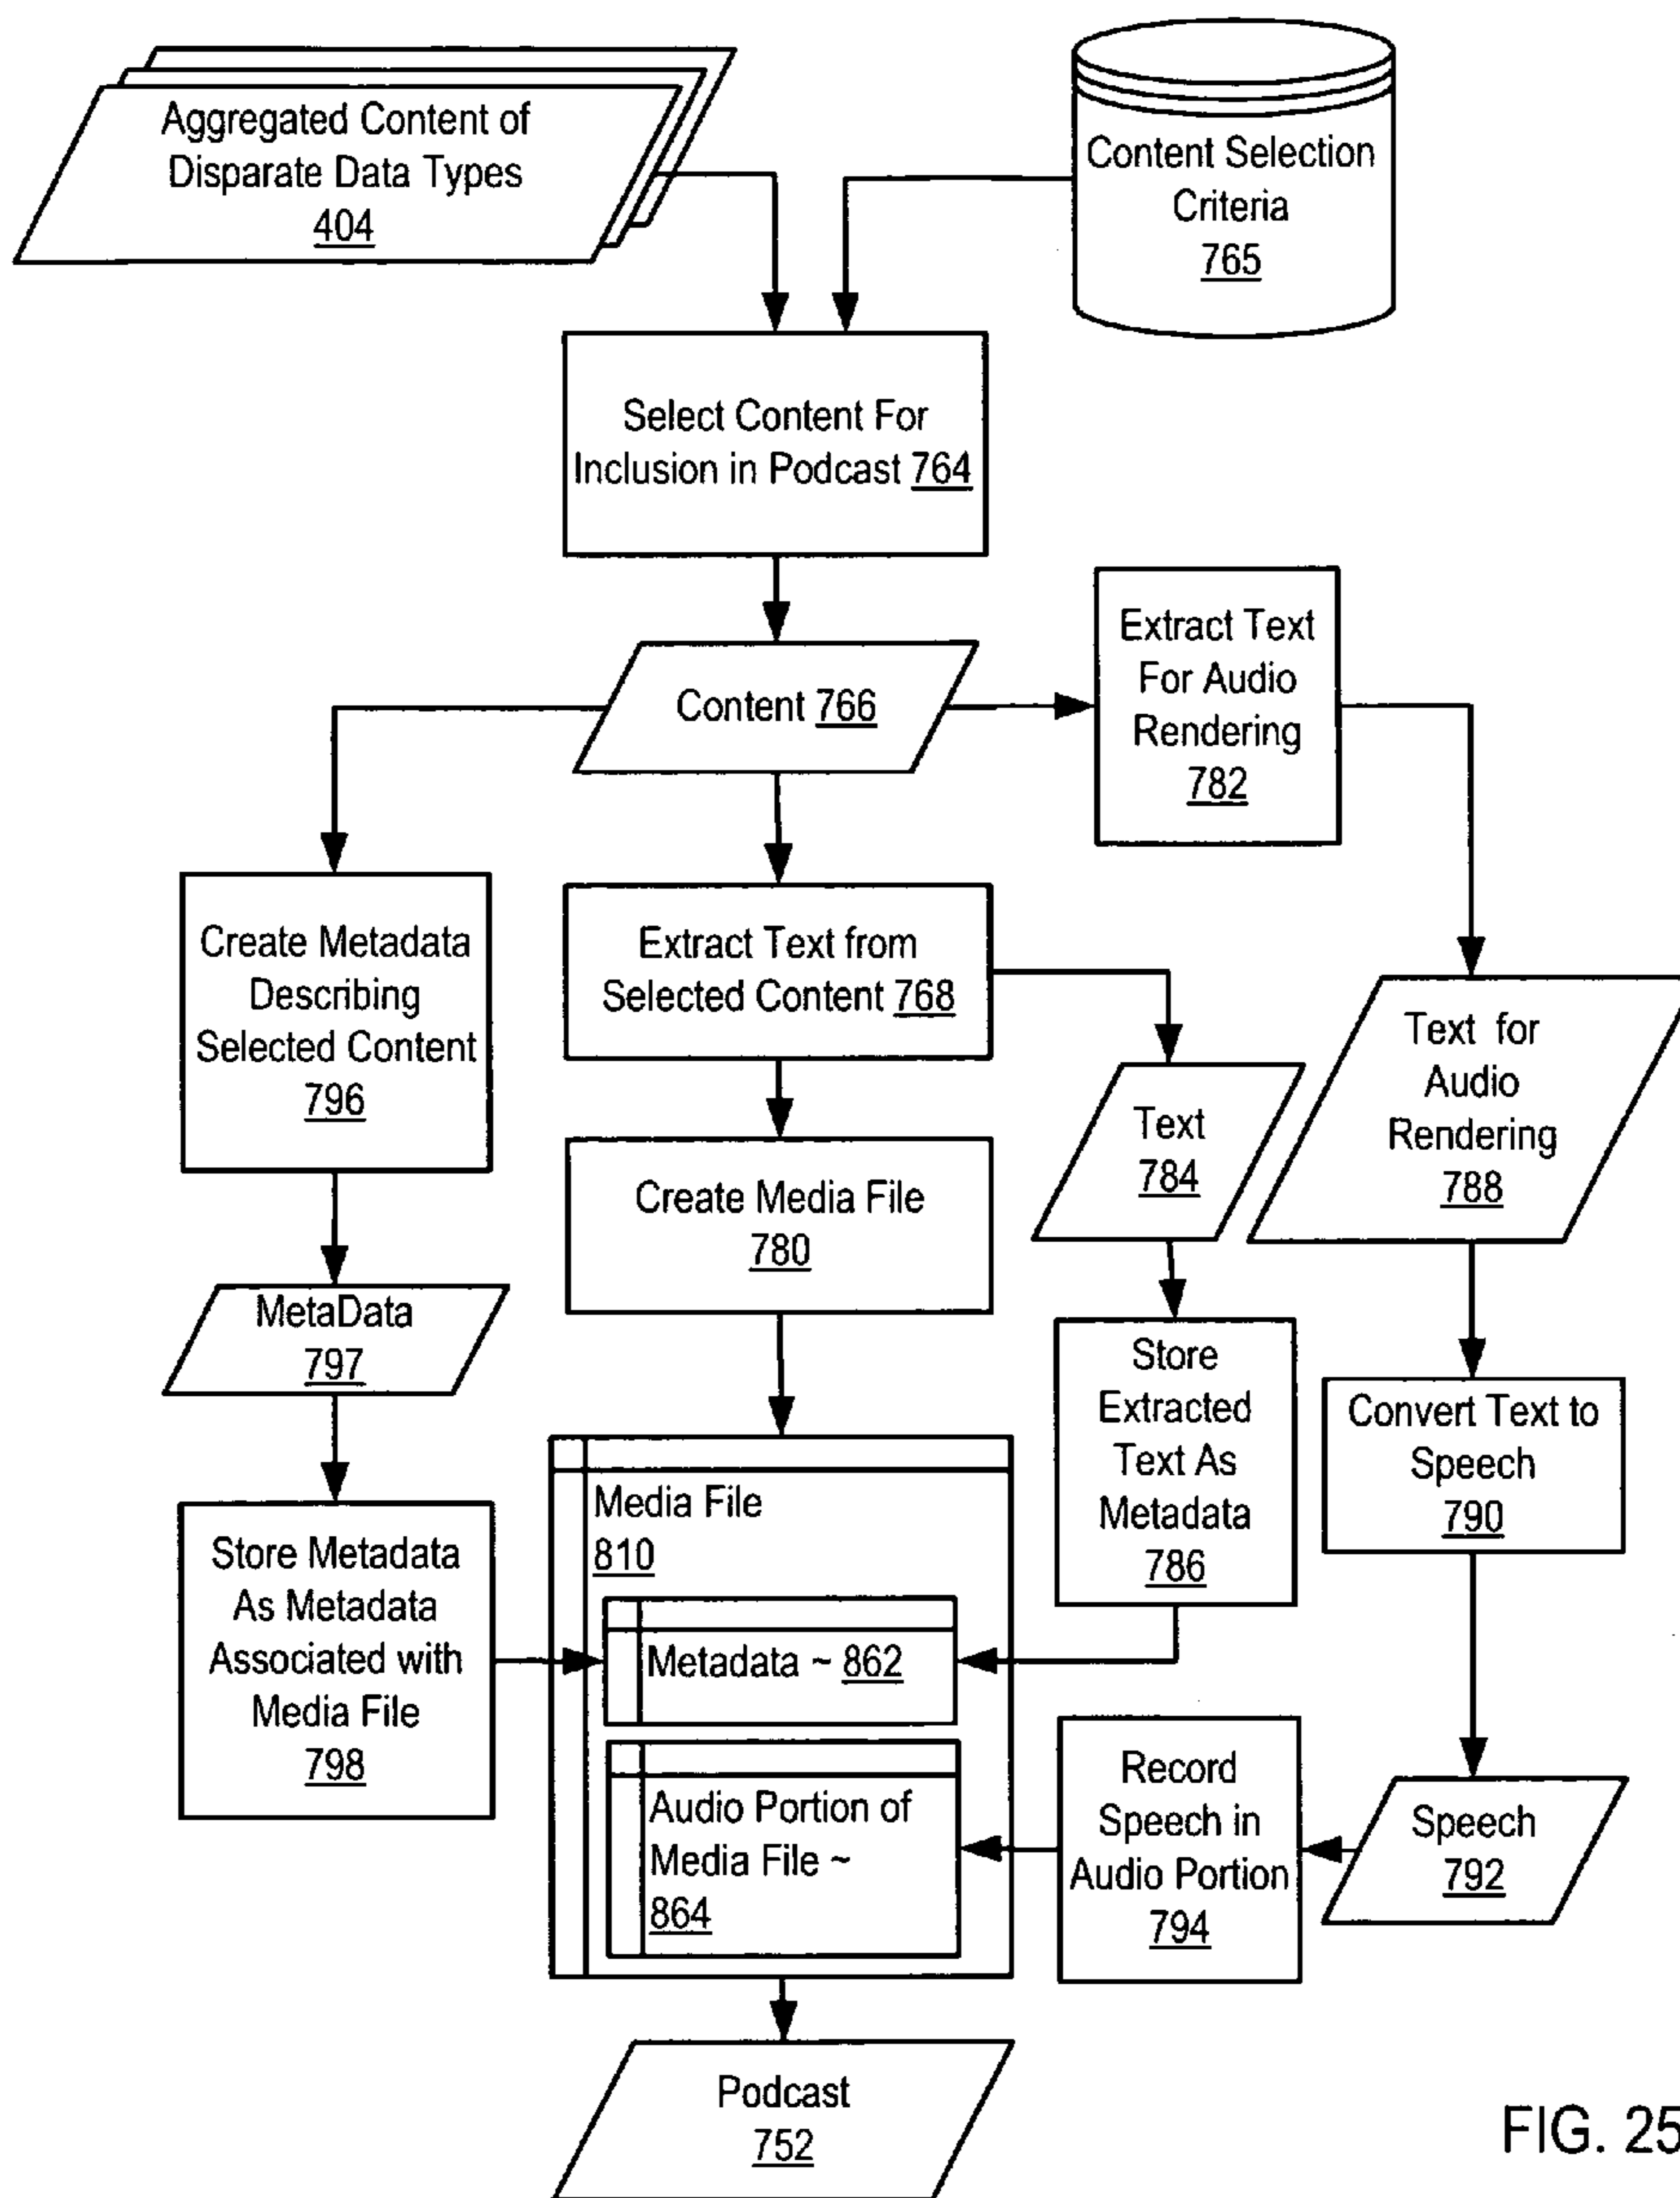 Aggregated Content of
Disparate Data Types
404
Content Selection
Criteria
765
Select Content For
Inclusion in Podcast 764
Content 766
Extract Text
For Audio
Rendering
782
Create Metadata
Describing
Selected Content
796
Extract Text from
Selected Content 768
Text for
Audio
Rendering
788
Text
784
Create Media File
780
MetaData
797
Store
Extracted
Text As
Metadata
786
Convert Text to
Speech
790
Store Metadata
As Metadata
Associated with
Media File
798
Media File
810
Metadata ~ 862
Audio Portion of
Media File ~
864
Record
Speech in
Audio Portion
794
Speech
792
Podcast
752
FIG. 25